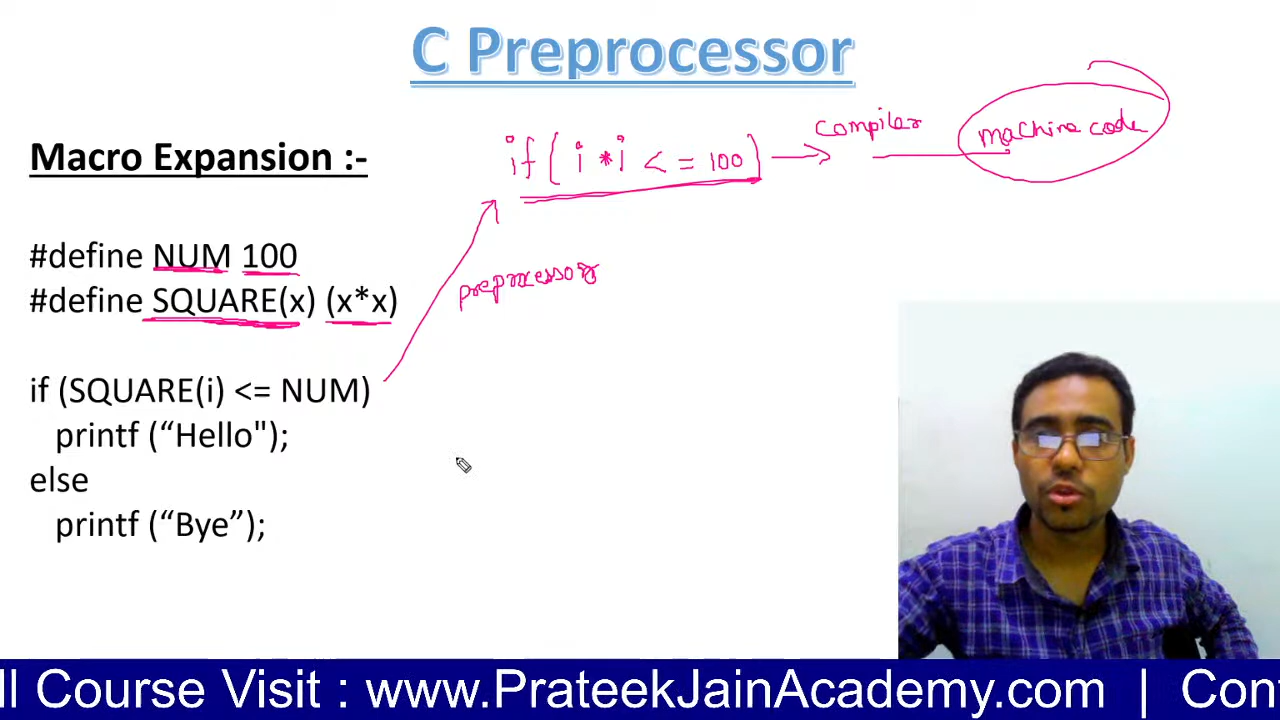 C Preprocessor
Macro Expansion :-
if ( i * i < = 100 ) → compiler machine code
#define NUM 100
#define SQUARE(x) (x*x)
preprocessor
if (SQUARE(i) <= NUM)
printf (“Hello");
else
printf (“Bye”);
ll Course Visit : www.PrateekJainAcademy.com | Con